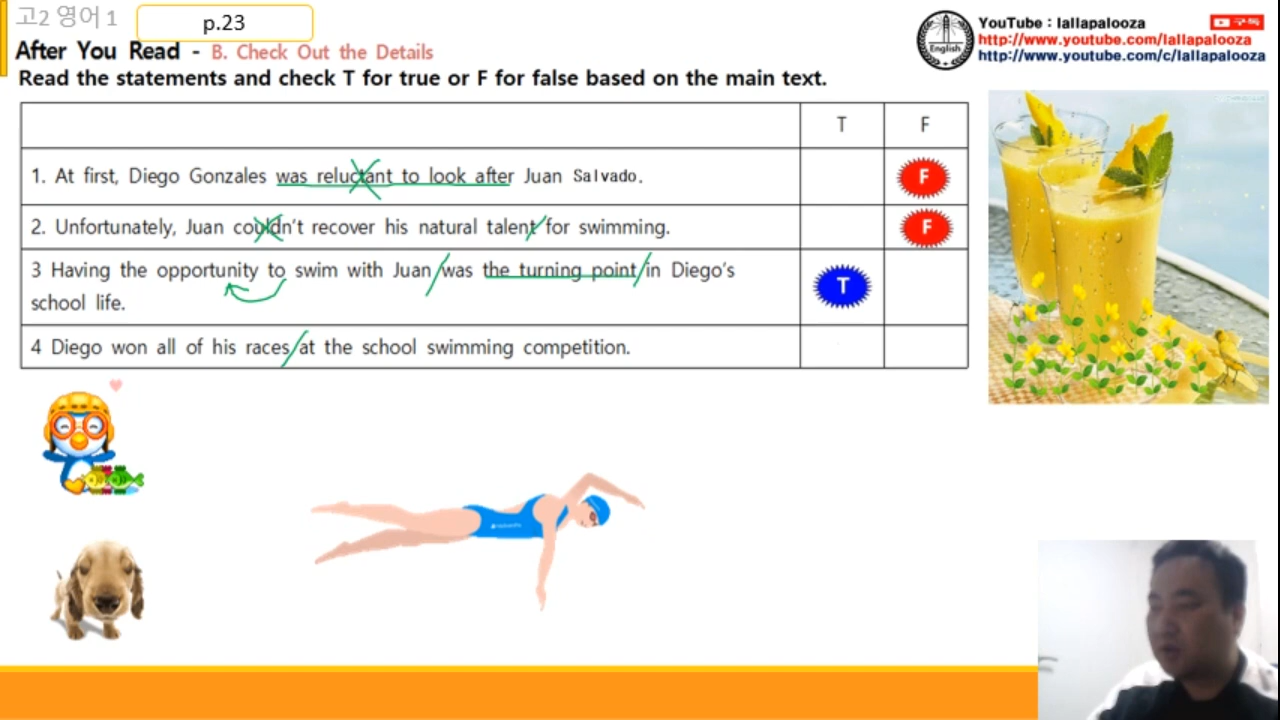 고2 영어 1
p.23
YouTube : lallapalooza
구독
http://www.youtube.com/lallapalooza
http://www.youtube.com/c/lallapalooza
English
After You Read - B. Check Out the Details
Read the statements and check T for true or F for false based on the main text.
T F
1. At first, Diego Gonzales was reluctant to look after Juan Salvado. F
2. Unfortunately, Juan couldn't recover his natural talent for swimming. F
3 Having the opportunity to swim with Juan was the turning point in Diego's T
school life.
4 Diego won all of his races at the school swimming competition.